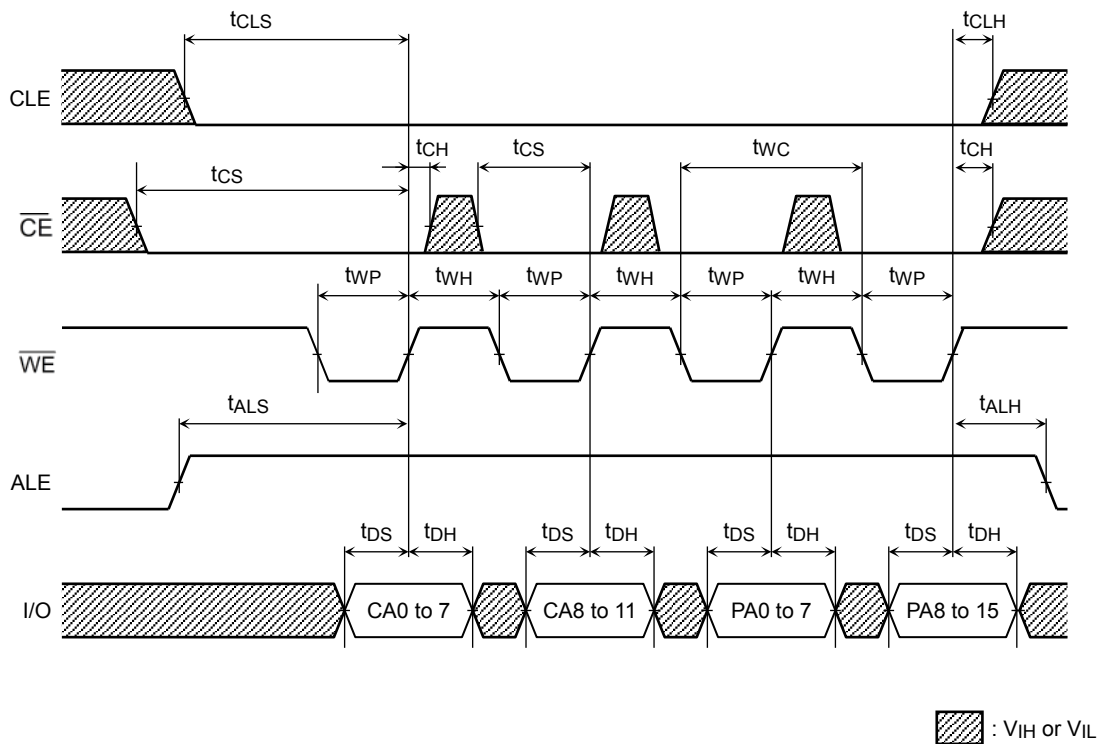 tCLS tCLH
CLE
tCH tCS tWC tCH
tCS
CE
tWP tWH tWP tWH tWP tWH tWP
WE
tALS tALH
ALE
tDS tDH tDS tDH tDS tDH tDS tDH
I/O CA0 to 7 CA8 to 11 PA0 to 7 PA8 to 15
: VIH or VIL